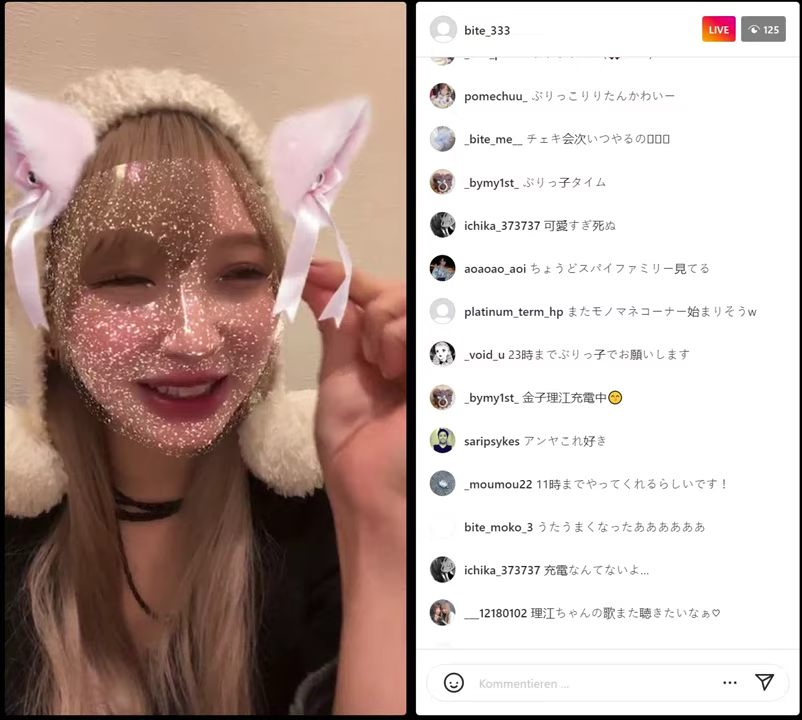 bite_333
LIVE
125
pomechuu_ ぶりっこりりたんかわいー
_bite_me__ チェキ会次いつやるの
_bymy1st_ ぶりっ子タイム
ichika_373737 可愛すぎ死ぬ
aoaoao_aoi ちょうどスパイファミリー見てる
platinum_term_hp またモノマネコーナー始まりそうw
_void_u 23時までぶりっ子でお願いします
_bymy1st_ 金子理江充電中😁
saripsykes アンヤこれ好き
_moumou22 11時までやってくれるらしいです！
bite_moko_3 うたうまくなったああああああ
ichika_373737 充電なんてないよ...
___12180102 理江ちゃんの歌また聴きたいなぁ♡
Kommentieren ...